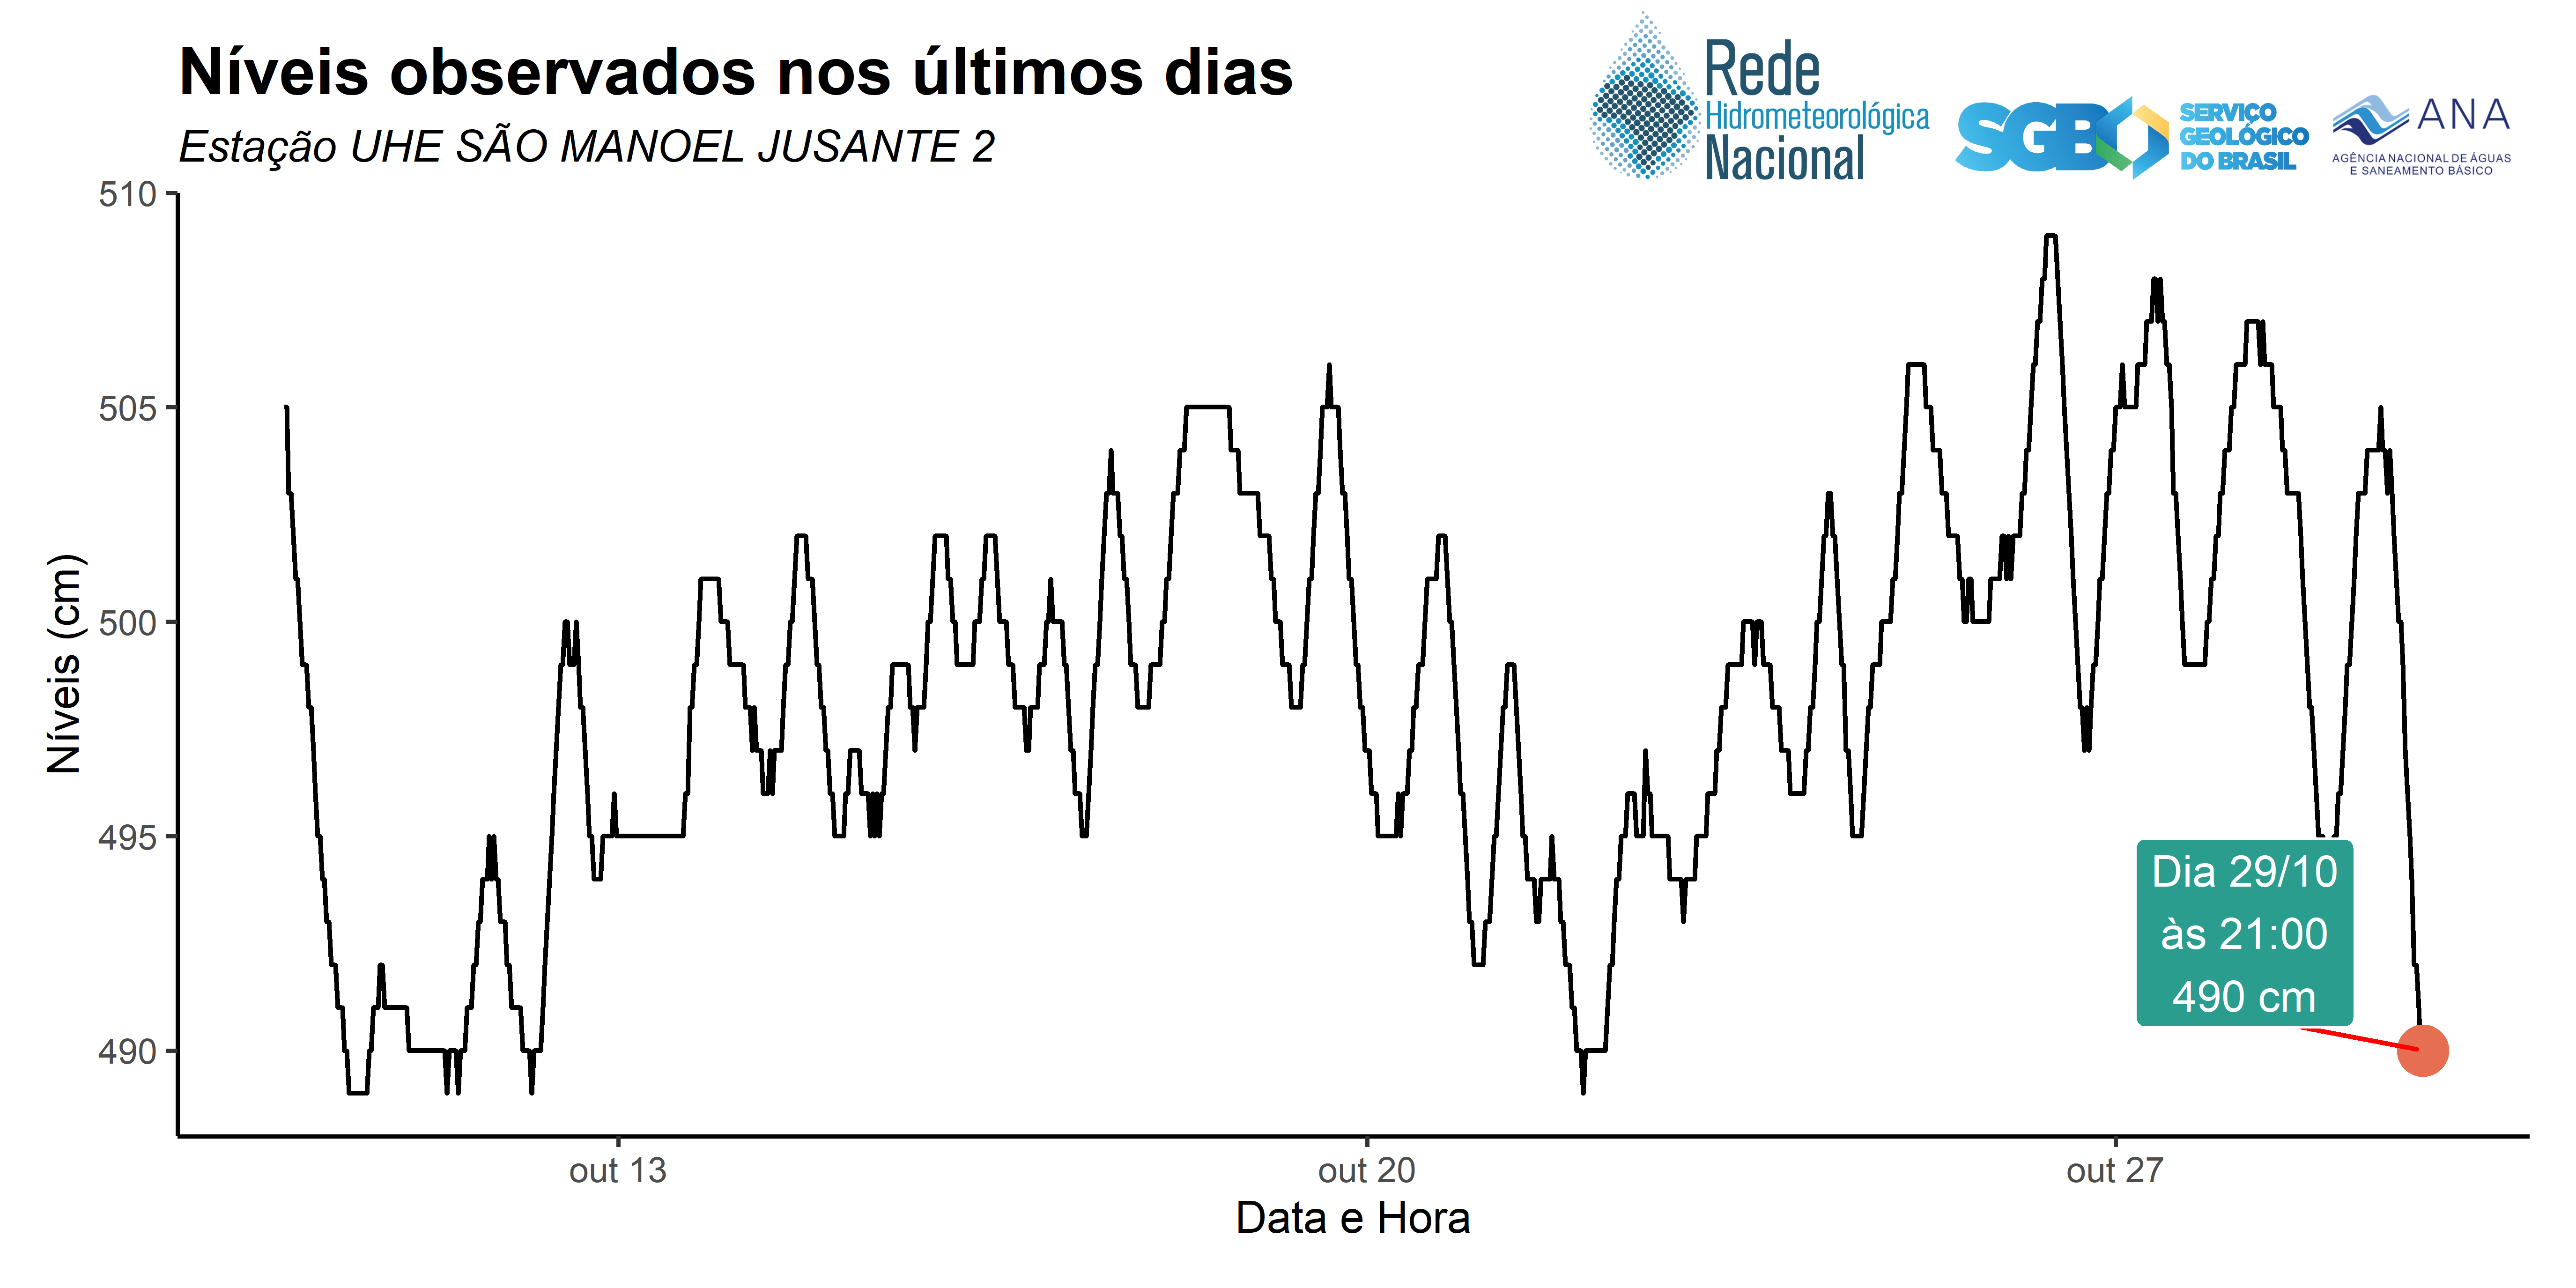 Níveis observados nos últimos dias
Estação UHE SÃO MANOEL JUSANTE 2
Rede
Hidrometeorológica
Nacional
SGB
SERVIÇO
GEOLÓGICO
DO BRASIL
ANA
AGÊNCIA NACIONAL DE ÁGUAS
E SANEAMENTO BÁSICO
510
505
500
495
490
Níveis (cm)
Dia 29/10
às 21:00
490 cm
out 13
out 20
out 27
Data e Hora